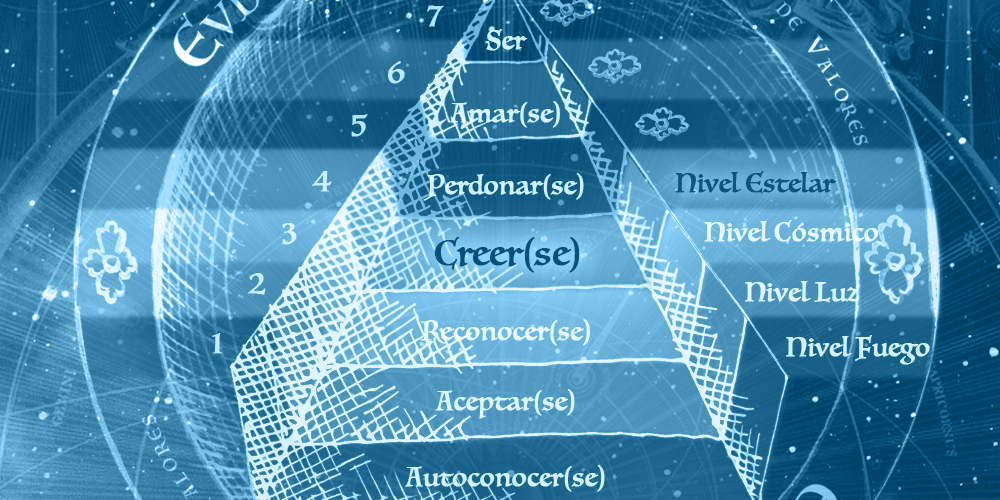 7
Ser
6
Amar(se)
5
Perdonar(se)
4
Nivel Estelar
3
Nivel Cósmico
Creer(se)
2
Nivel Luz
1
Reconocer(se)
Nivel Fuego
Aceptar(se)
Autoconocer(se)
DE VALORES